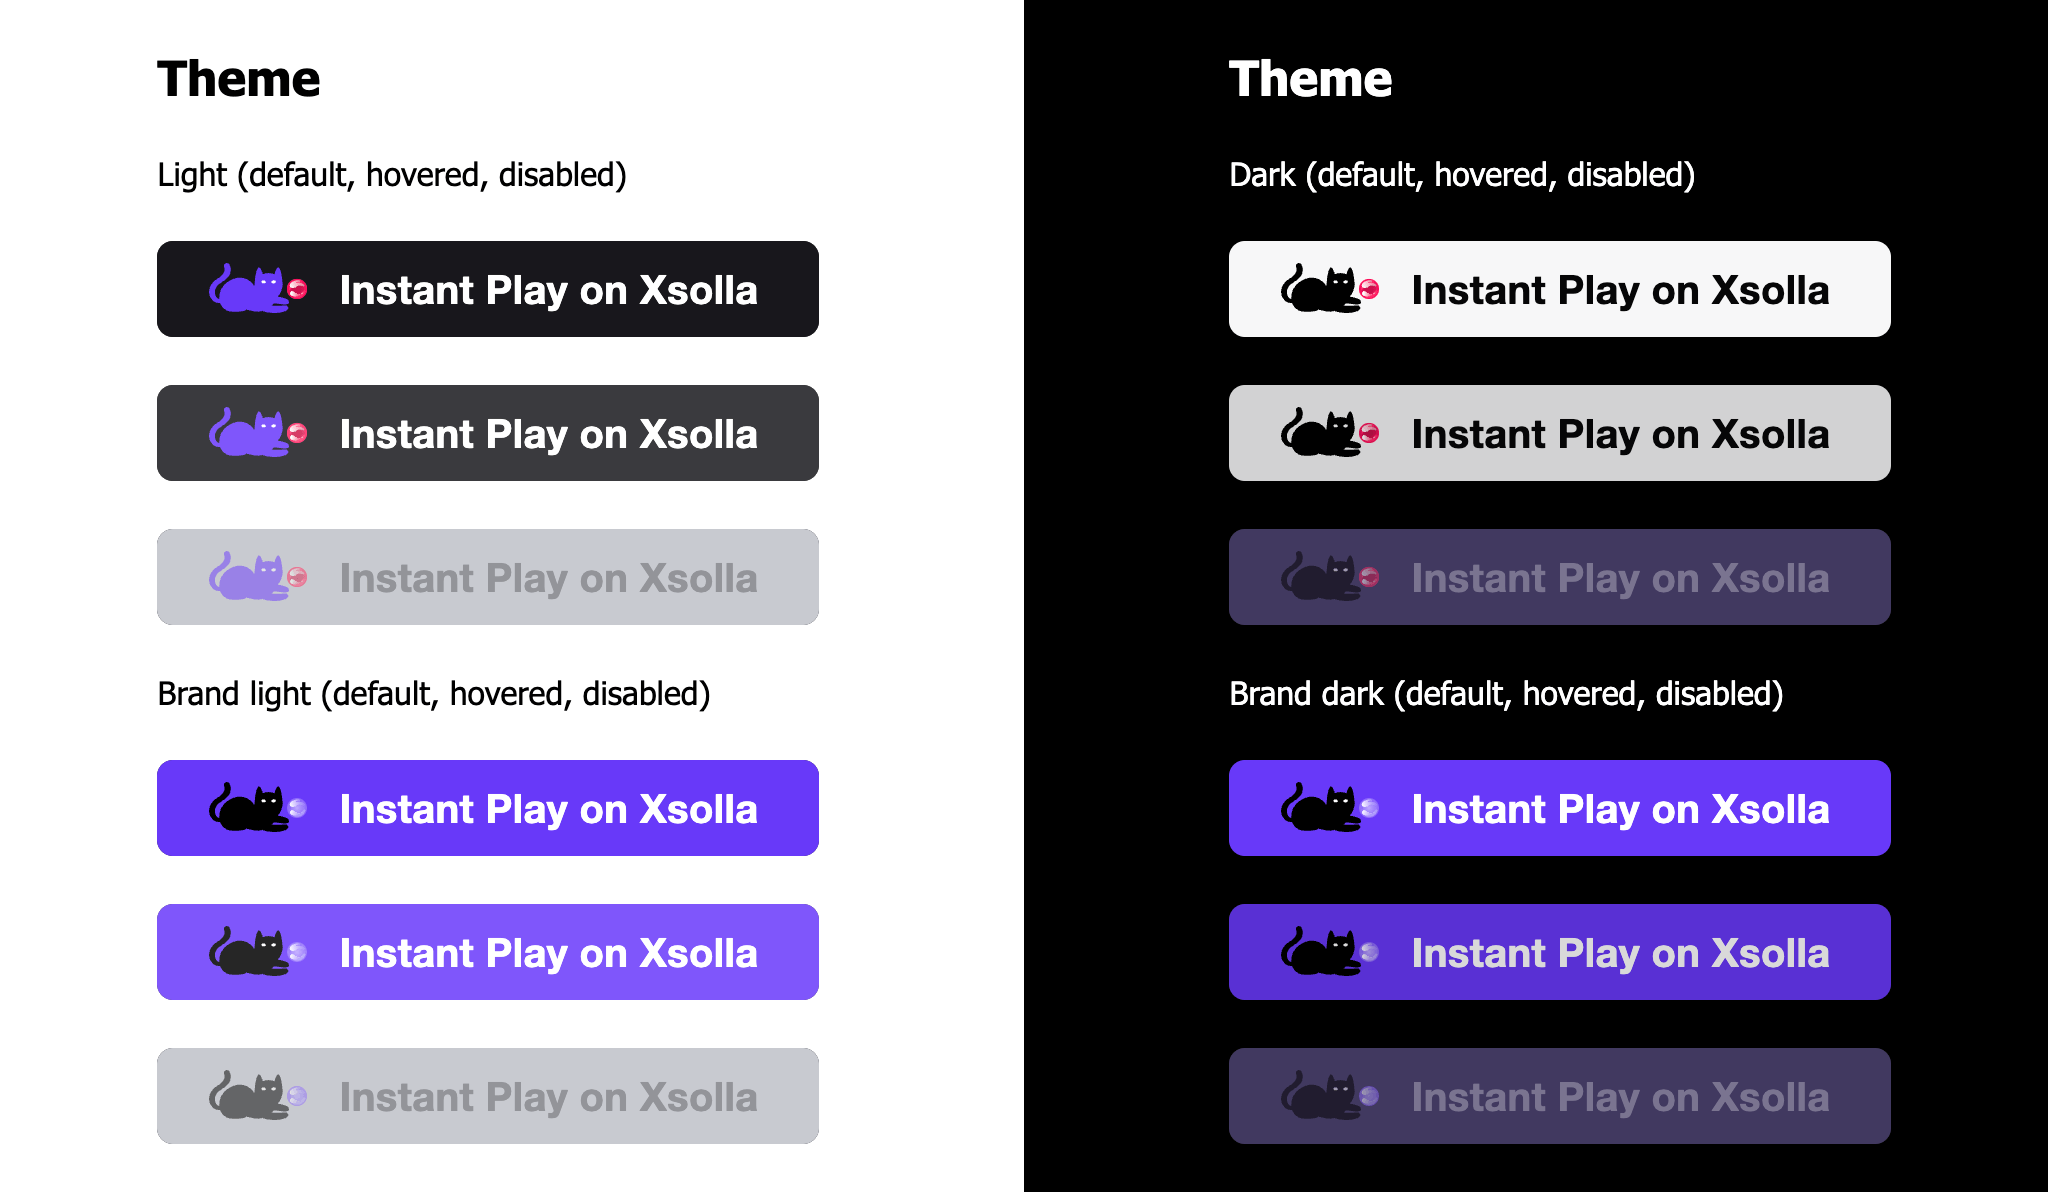 Theme
Light (default, hovered, disabled)
Instant Play on Xsolla
Instant Play on Xsolla
Instant Play on Xsolla
Brand light (default, hovered, disabled)
Instant Play on Xsolla
Instant Play on Xsolla
Instant Play on Xsolla
Theme
Dark (default, hovered, disabled)
Instant Play on Xsolla
Instant Play on Xsolla
Instant Play on Xsolla
Brand dark (default, hovered, disabled)
Instant Play on Xsolla
Instant Play on Xsolla
Instant Play on Xsolla